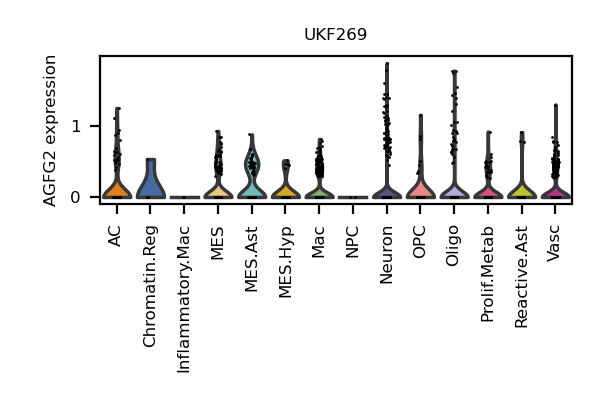 UKF269
AGFG2 expression
1
0
AC
Chromatin.Reg
Inflammatory.Mac
MES
MES.Ast
MES.Hyp
Mac
NPC
Neuron
OPC
Oligo
Prolif.Metab
Reactive.Ast
Vasc